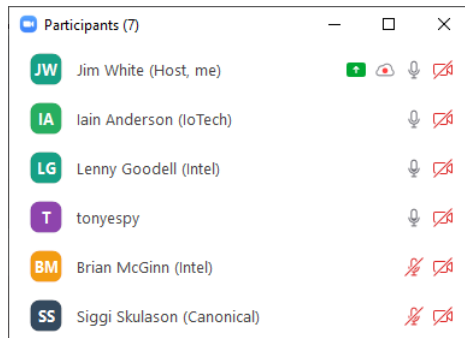 Participants (7)
JW Jim White (Host, me)
IA Iain Anderson (IoTech)
LG Lenny Goodell (Intel)
T tonyespy
BM Brian McGinn (Intel)
SS Siggi Skulason (Canonical)